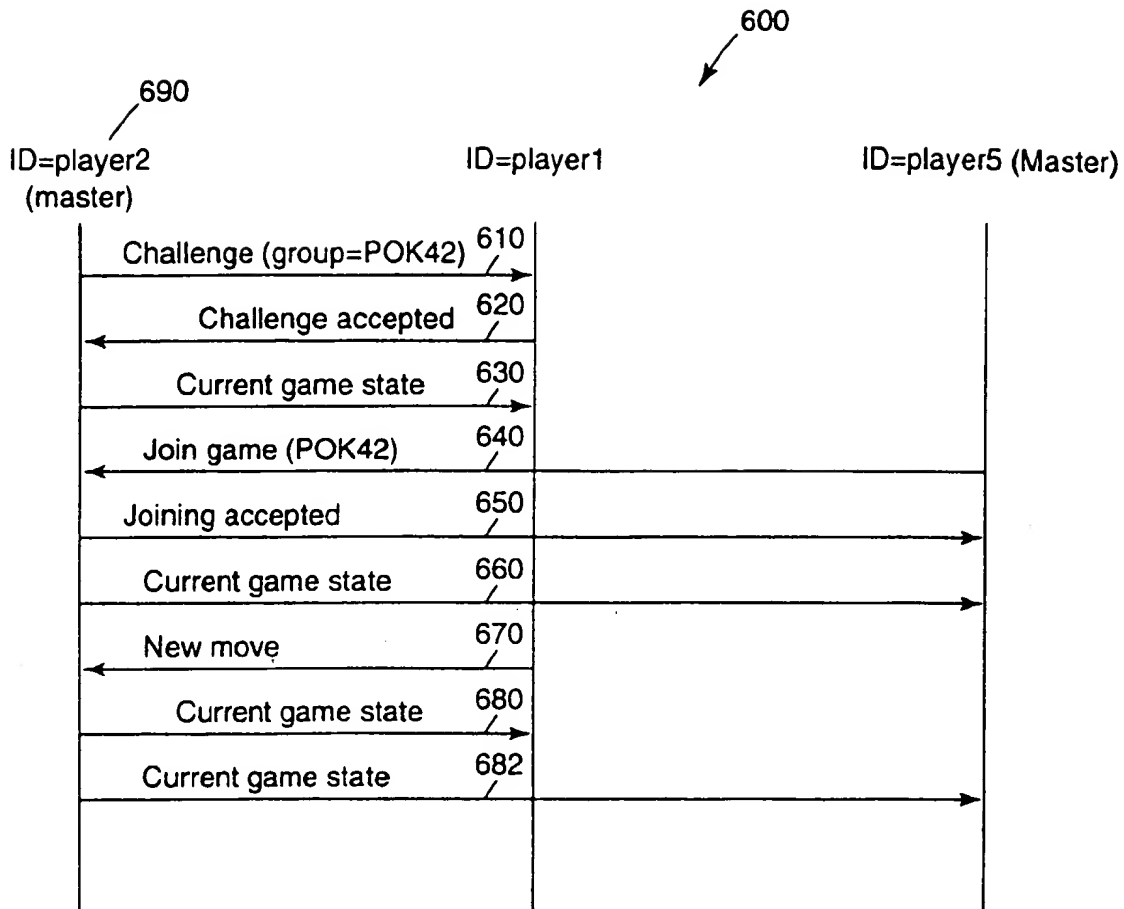 600
690
ID=player2
(master)
ID=player1
ID=player5 (Master)
Challenge (group=POK42)
610
Challenge accepted
620
Current game state
630
Join game (POK42)
640
Joining accepted
650
Current game state
660
New move
670
Current game state
680
Current game state
682